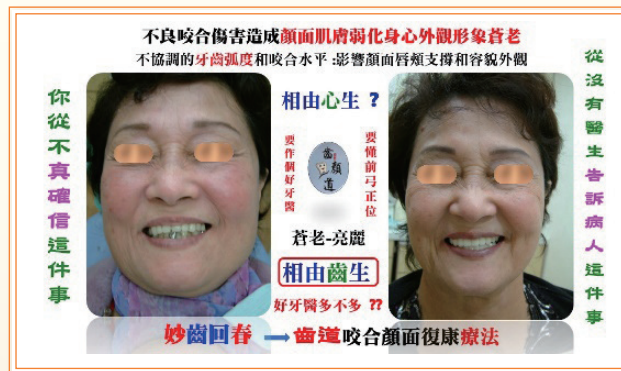 不良咬合傷害造成顏面肌膚弱化身心外觀形象蒼老
不協調的牙齒弧度和咬合水平:影響顏面唇頰支撐和容貌外觀
你從不真確信這件事
相由心生 ?
要作個好牙醫
齒顏道
要懂前弓正位
蒼老-亮麗
相由齒生
好牙醫多不多 ??
從沒有醫生告訴病人這件事
妙齒回春 → 齒道咬合顏面復康療法